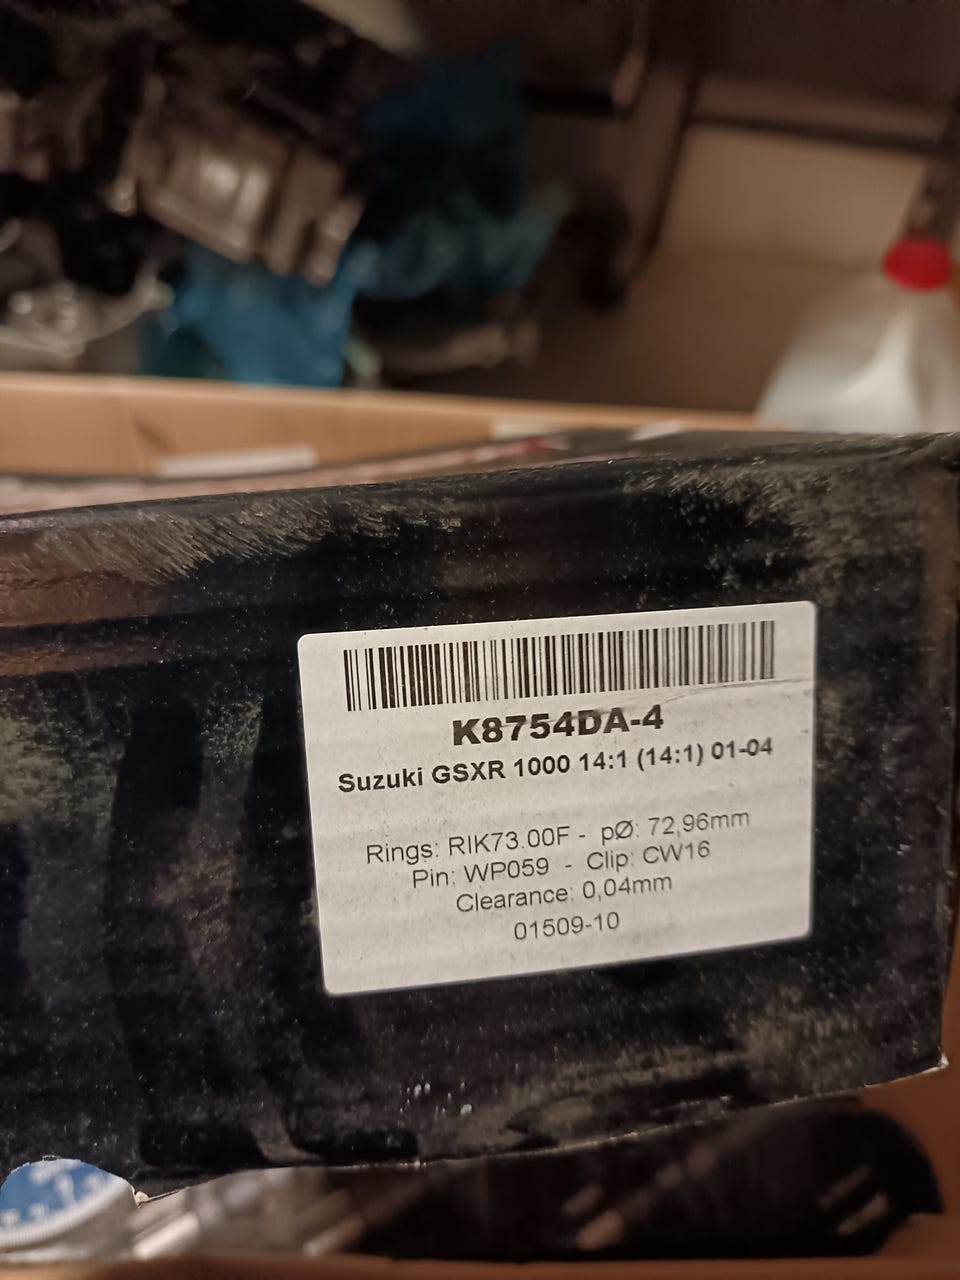 K8754DA-4
Suzuki GSXR 1000 14:1 (14:1) 01-04
Rings: RIK73.00F - pØ: 72,96mm
Pin: WP059 - Clip: CW16
Clearance: 0,04mm
01509-10